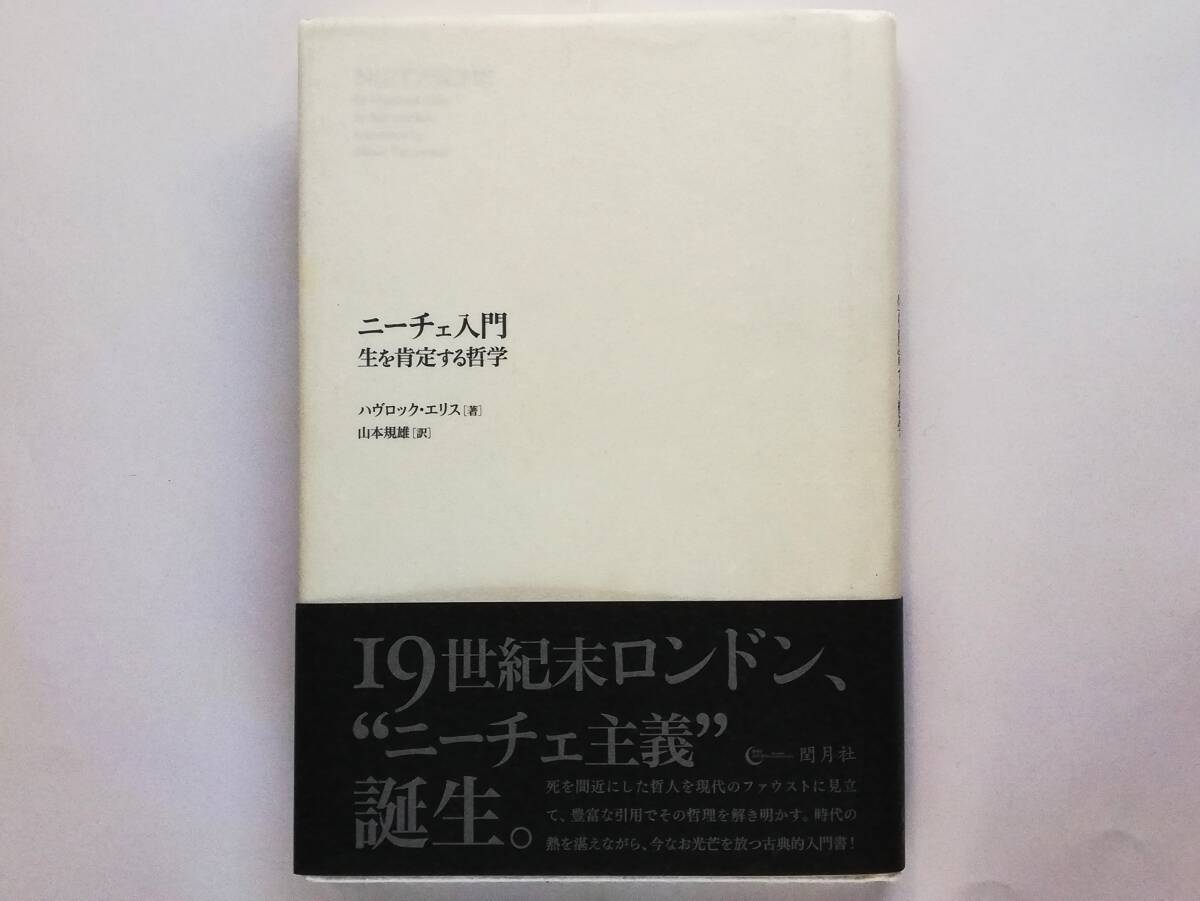 ニーチェ入門
生を肯定する哲学
ハヴロック・エリス[著]
山本規雄[訳]
19世紀末ロンドン、
“ニーチェ主義”
誕生。
閏月社
死を間近にした哲人を現代のファウストに見立
て、豊富な引用でその哲理を解き明かす。時代の
熱を湛えながら、今なお光芒を放つ古典的入門書!